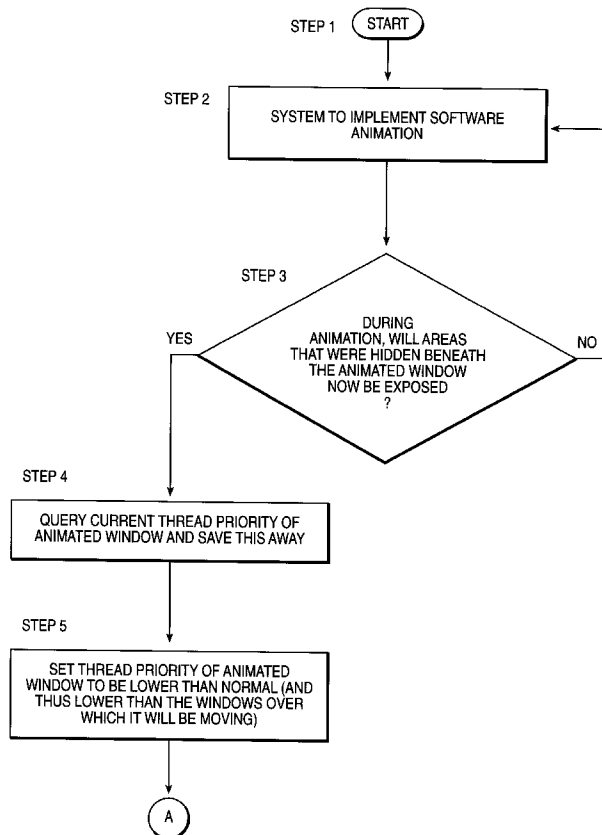 STEP 1
START
STEP 2
SYSTEM TO IMPLEMENT SOFTWARE
ANIMATION
STEP 3
DURING
ANIMATION, WILL AREAS
THAT WERE HIDDEN BENEATH
THE ANIMATED WINDOW
NOW BE EXPOSED
?
YES
NO
STEP 4
QUERY CURRENT THREAD PRIORITY OF
ANIMATED WINDOW AND SAVE THIS AWAY
STEP 5
SET THREAD PRIORITY OF ANIMATED
WINDOW TO BE LOWER THAN NORMAL (AND
THUS LOWER THAN THE WINDOWS OVER
WHICH IT WILL BE MOVING)
A